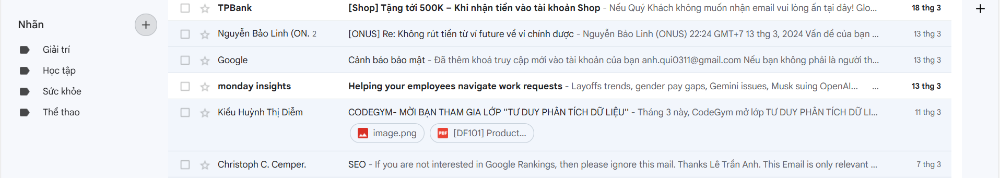 Nhãn
Giải trí
Học tập
Sức khỏe
Thể thao
TPBank [Shop] Tặng tới 500K – Khi nhận tiền vào tài khoản Shop - Nếu Quý Khách không muốn nhận email vui lòng ấn tại đây! Glo... 18 thg 3
Nguyễn Bảo Linh (ON. 2 [ONUS] Re: Không rút tiền từ ví future về ví chính được - Nguyễn Bảo Linh (ONUS) 22:24 GMT+7 13 thg 3, 2024 Vấn đề của bạn ... 13 thg 3
Google Cảnh báo bảo mật - Đã thêm khoá truy cập mới vào tài khoản của bạn anh.qui0311@gmail.com Nếu bạn không phải là người th... 13 thg 3
monday insights Helping your employees navigate work requests - Layoffs trends, gender pay gaps, Gemini issues, Musk suing OpenAI... ... 13 thg 3
Kiều Huỳnh Thị Diễm CODEGYM- MỜI BẠN THAM GIA LỚP "TƯ DUY PHÂN TÍCH DỮ LIỆU" - Tháng 3 này, CodeGym mở lớp TƯ DUY PHÂN TÍCH DỮ LI... 11 thg 3
image.png PDF [DF101] Product...
Christoph C. Cemper. SEO - If you are not interested in Google Rankings, then please ignore this mail. Thanks Lê Trần Anh. This Email is only relevant ... 7 thg 3